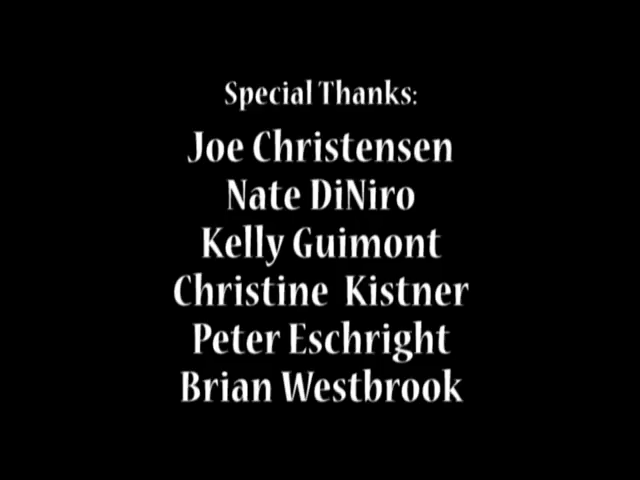 Special Thanks:
Joe Christensen
Nate DiNiro
Kelly Guimont
Christine Kistner
Peter Eschright
Brian Westbrook